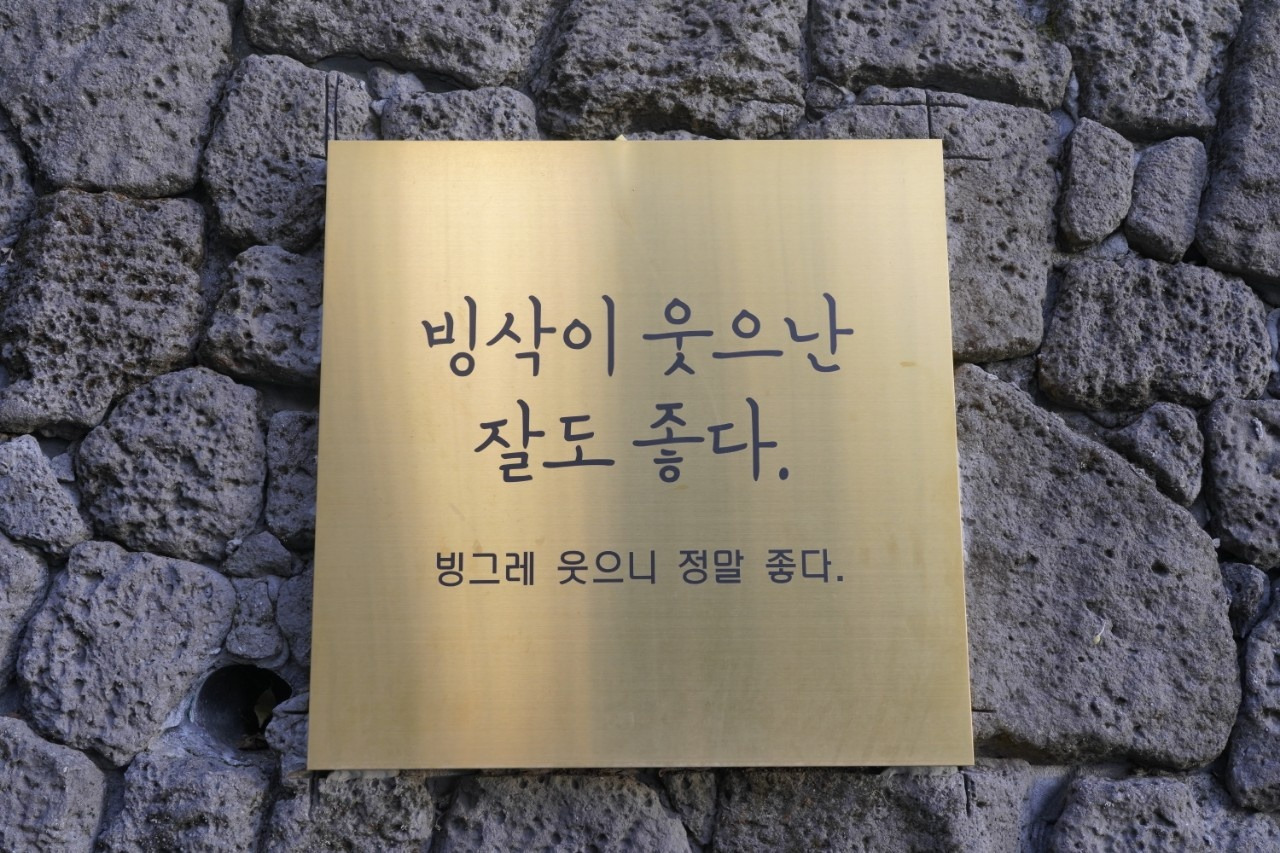 빙삭이 웃으난
잘도 좋다.
빙그레 웃으니 정말 좋다.